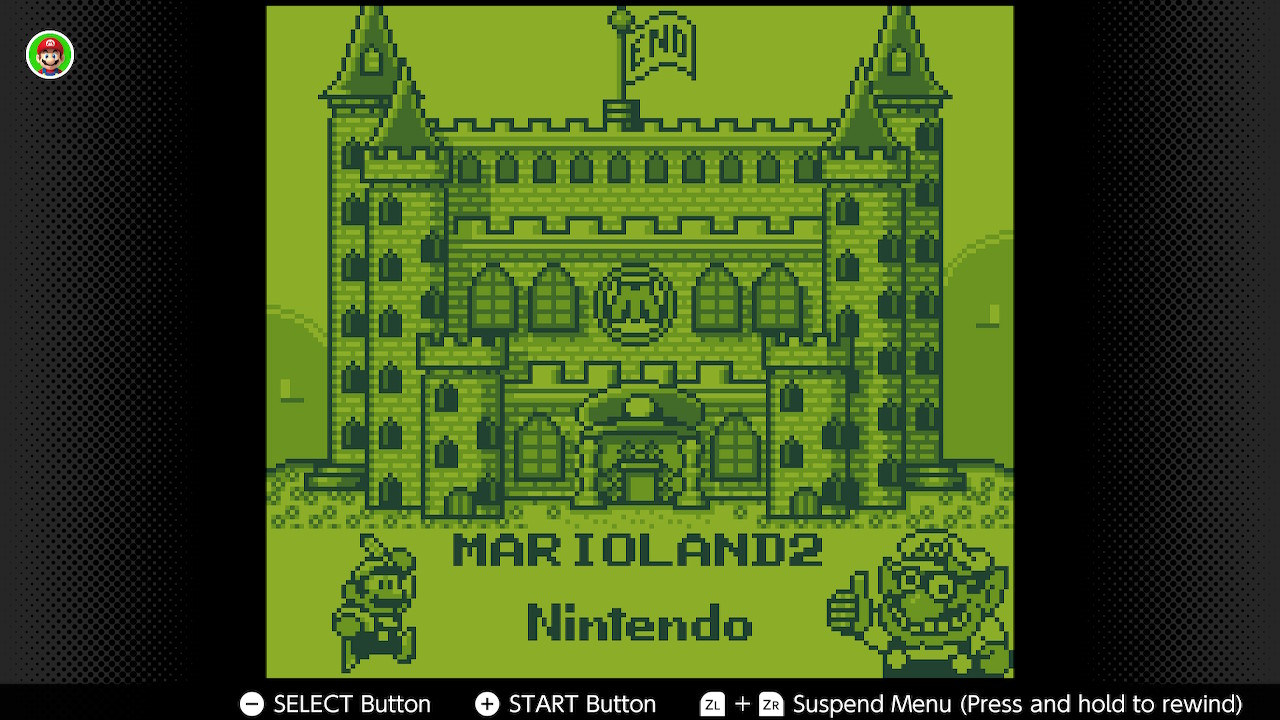 END
M
MARIOLAND2
Nintendo
SELECT Button + START Button ZL + ZR Suspend Menu (Press and hold to rewind)